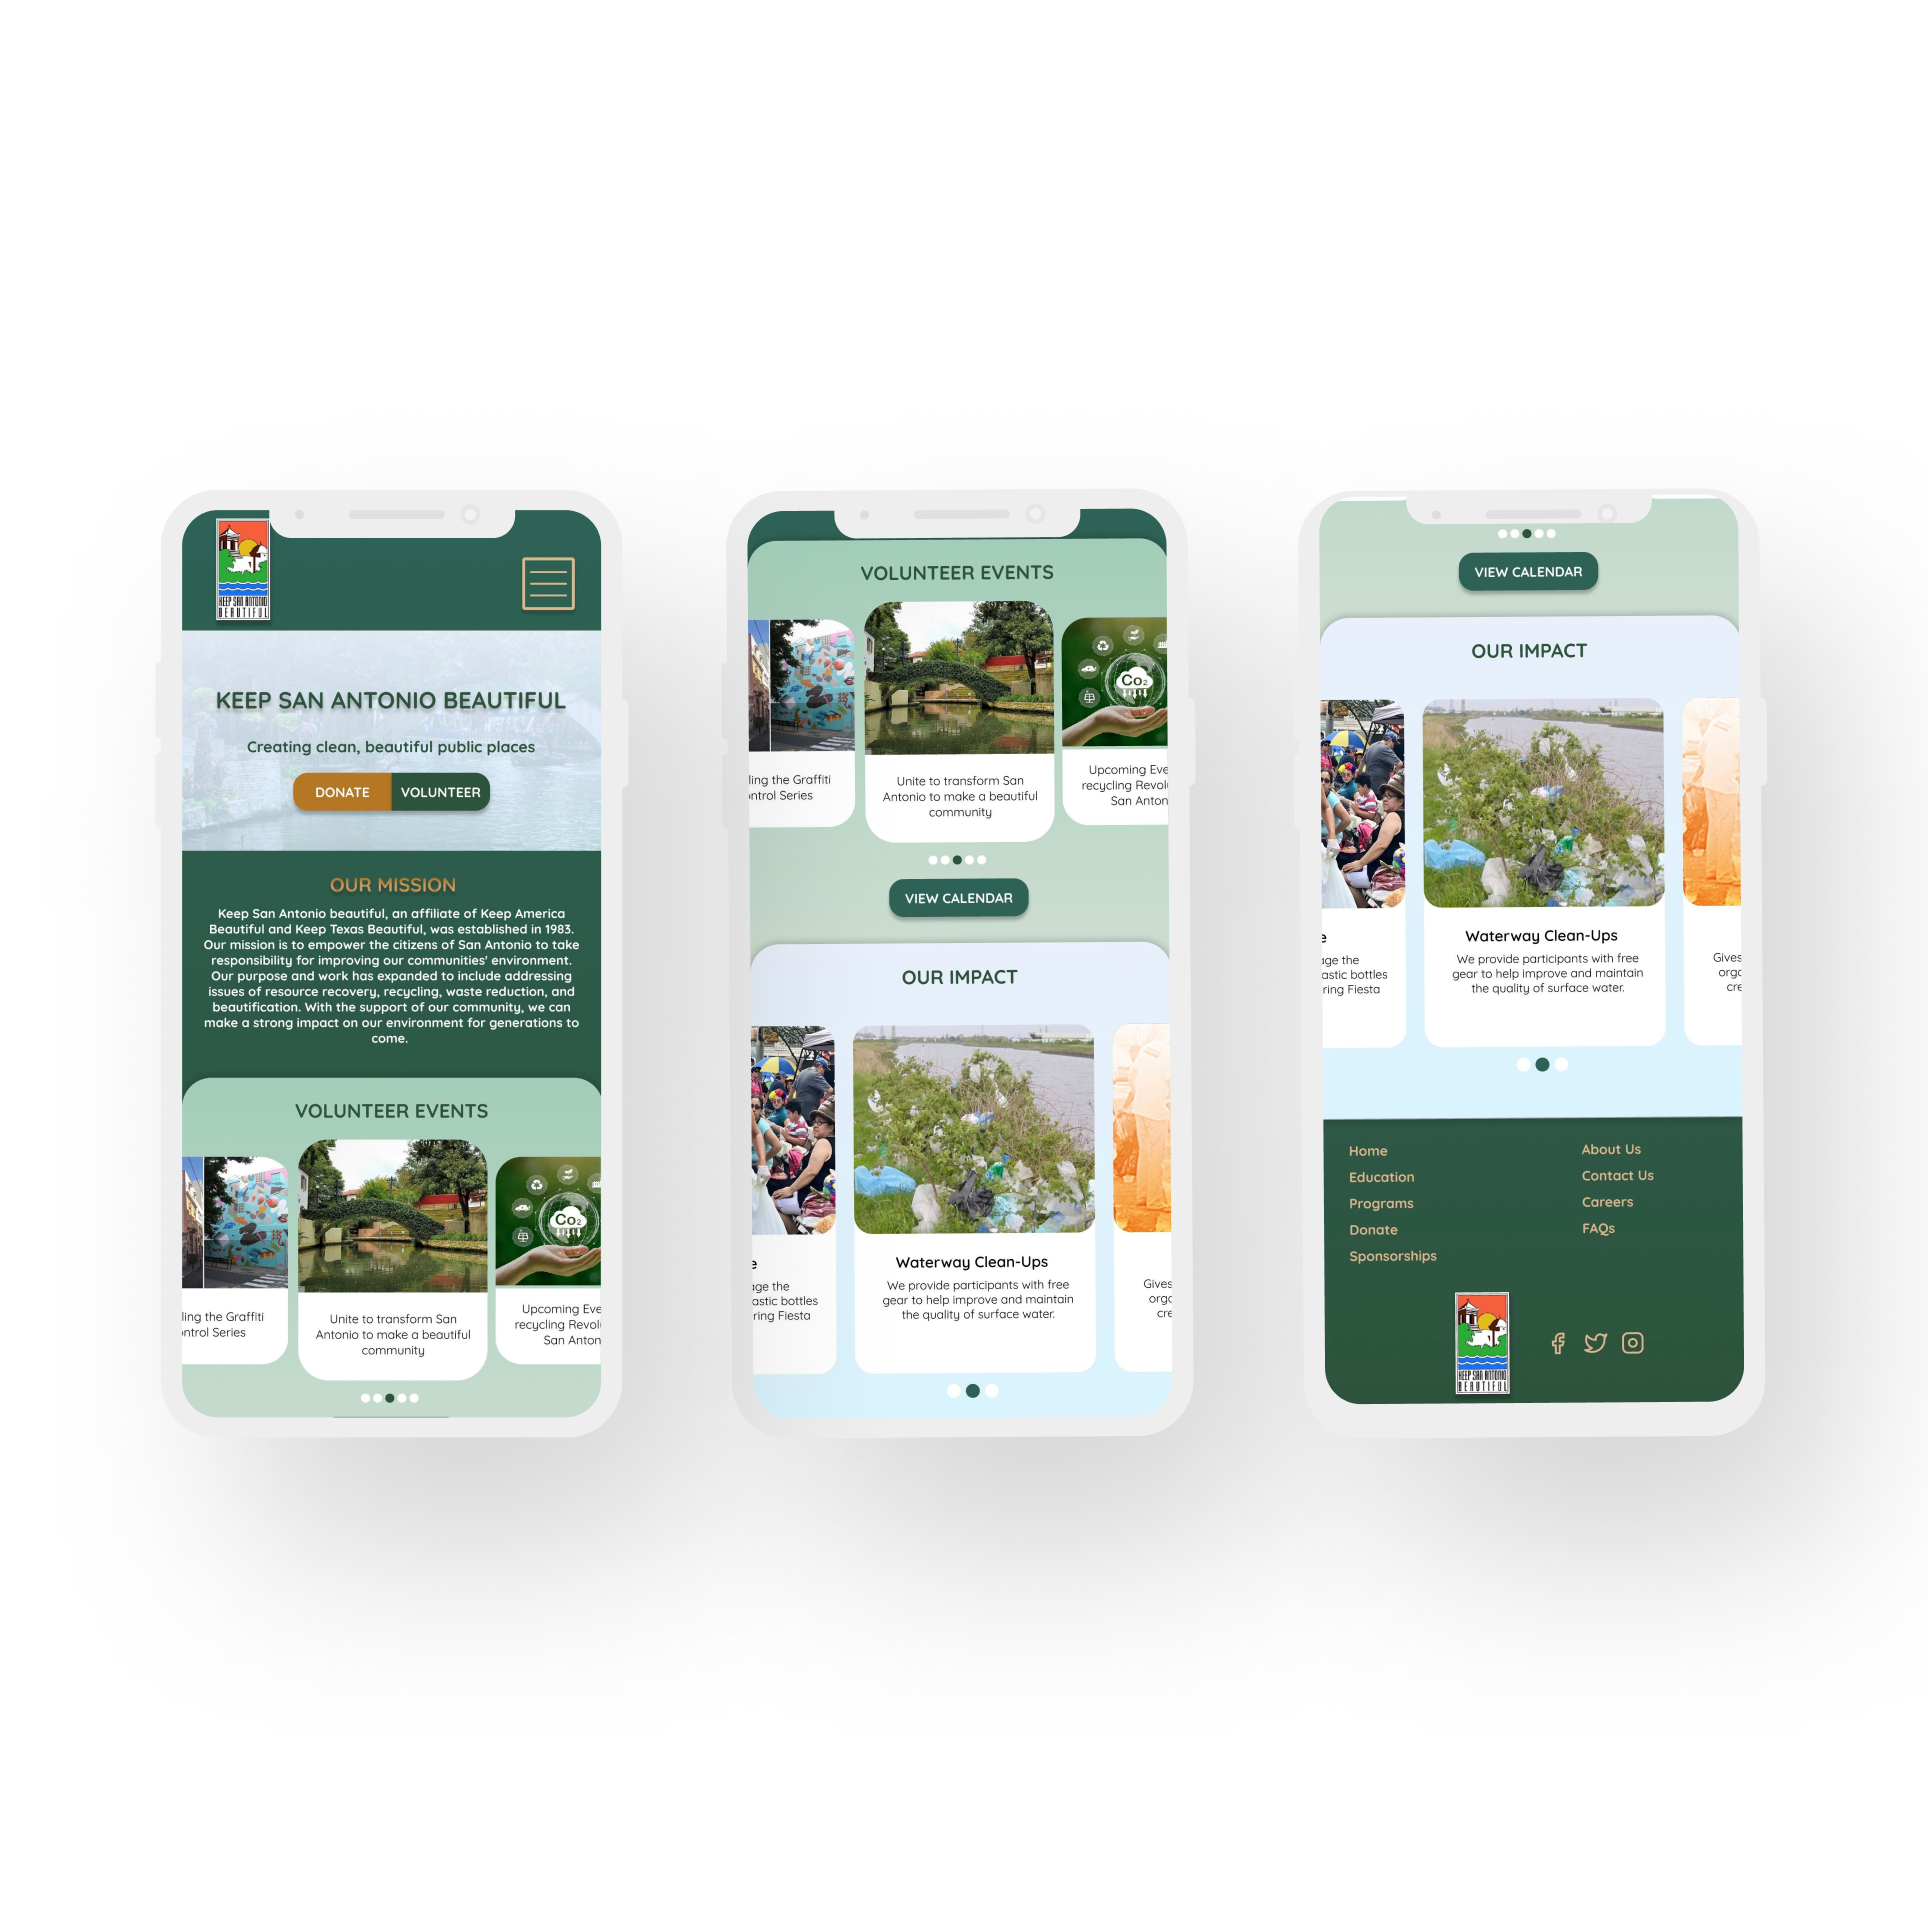 KEEP SAN ANTONIO
BEAUTIFUL
KEEP SAN ANTONIO BEAUTIFUL
Creating clean, beautiful public places
DONATE VOLUNTEER
OUR MISSION
Keep San Antonio beautiful, an affiliate of Keep America
Beautiful and Keep Texas Beautiful, was established in 1983.
Our mission is to empower the citizens of San Antonio to take
responsibility for improving our communities' environment.
Our purpose and work has expanded to include addressing
issues of resource recovery, recycling, waste reduction, and
beautification. With the support of our community, we can
make a strong impact on our environment for generations to
come.
VOLUNTEER EVENTS
Co2
ling the Graffiti
ntrol Series
Unite to transform San
Antonio to make a beautiful
community
Upcoming Eve
recycling Revolu
San Anton
VOLUNTEER EVENTS
Co2
ling the Graffiti
ntrol Series
Unite to transform San
Antonio to make a beautiful
community
Upcoming Eve
recycling Revolu
San Anton
VIEW CALENDAR
OUR IMPACT
e
age the
astic bottles
ring Fiesta
Waterway Clean-Ups
We provide participants with free
gear to help improve and maintain
the quality of surface water.
Gives
orga
cre
VIEW CALENDAR
OUR IMPACT
e
age the
astic bottles
ring Fiesta
Waterway Clean-Ups
We provide participants with free
gear to help improve and maintain
the quality of surface water.
Gives
orga
cre
Home
Education
Programs
Donate
Sponsorships
About Us
Contact Us
Careers
FAQs
KEEP SAN ANTONIO
BEAUTIFUL